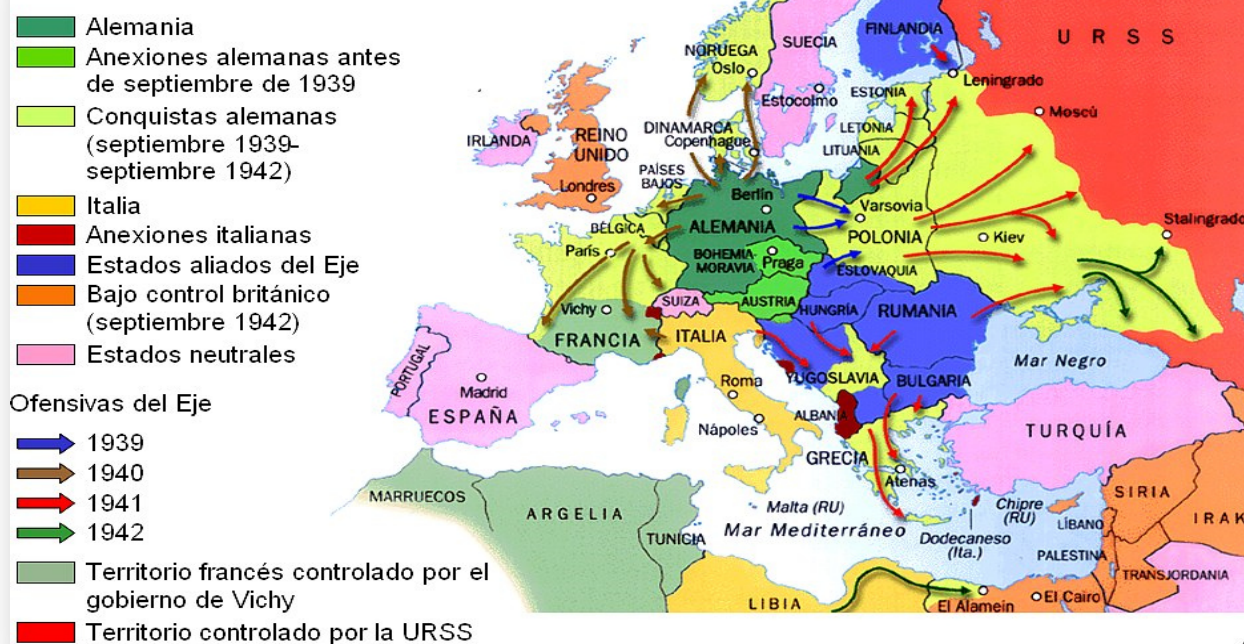 Alemania
Anexiones alemanas antes
de septiembre de 1939
Conquistas alemanas
(septiembre 1939-
septiembre 1942)
Italia
Anexiones italianas
Estados aliados del Eje
Bajo control británico
(septiembre 1942)
Estados neutrales
Ofensivas del Eje
1939
1940
1941
1942
Territorio francés controlado por el
gobierno de Vichy
Territorio controlado por la URSS
FINLANDIA
URSS
SUECIA
NORUEGA
Oslo
Leningrado
Estocolmo
ESTONIA
Moscú
IRLANDA
REINO
UNIDO
DINAMARCA
Copenhague
LETONIA
LITUANIA
PAÍSES
BAJOS
Londres
Berlín
Varsovia
Stalingrado
BÉLGICA
ALEMANIA
POLONIA
Kiev
París
BOHEMIA-
MORAVIA
Praga
ESLOVAQUIA
Vichy
SUIZA
AUSTRIA
HUNGRÍA
RUMANIA
FRANCIA
ITALIA
Mar Negro
PORTUGAL
Madrid
ESPAÑA
Roma
YUGOSLAVIA
BULGARIA
Nápoles
ALBANIA
TURQUÍA
GRECIA
Atenas
MARRUECOS
ARGELIA
TUNICIA
Malta (RU)
Mar Mediterráneo
Dodecaneso
(Ita.)
Chipre
(RU)
SIRIA
LÍBANO
IRAK
PALESTINA
TRANSJORDANIA
LIBIA
El Alamein
El Cairo